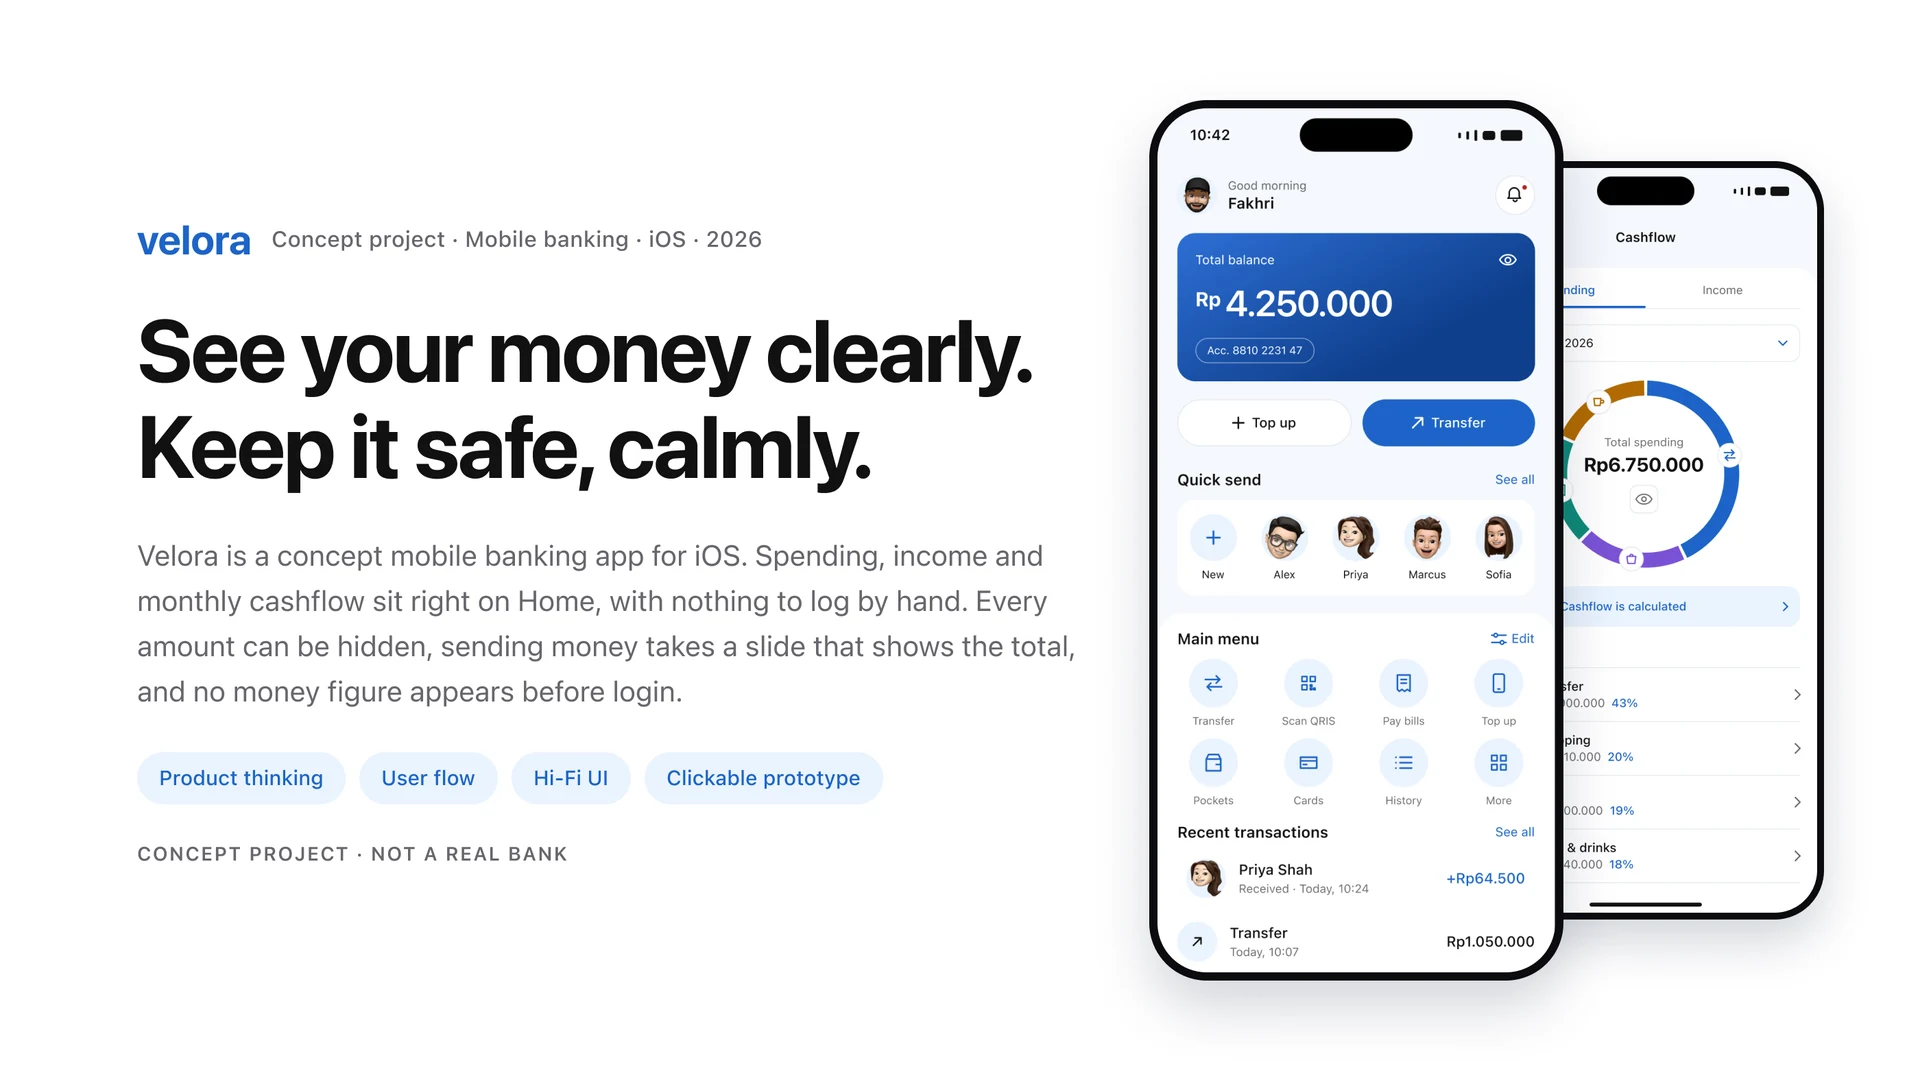 velora
Concept project · Mobile banking · iOS · 2026
See your money clearly.
Keep it safe, calmly.
Velora is a concept mobile banking app for iOS. Spending, income and
monthly cashflow sit right on Home, with nothing to log by hand. Every
amount can be hidden, sending money takes a slide that shows the total,
and no money figure appears before login.
Product thinking
User flow
Hi-Fi UI
Clickable prototype
CONCEPT PROJECT · NOT A REAL BANK
10:42
Good morning
Fakhri
Total balance
Rp 4.250.000
Acc. 8810 2231 47
+ Top up
Transfer
Quick send
See all
New
Alex
Priya
Marcus
Sofia
Main menu
Edit
Transfer
Scan QRIS
Pay bills
Top up
Pockets
Cards
History
More
Recent transactions
See all
Priya Shah
Received · Today, 10:24
+Rp64.500
Transfer
Today, 10:07
Rp1.050.000
Cashflow
nding
Income
2026
Total spending
Rp6.750.000
Cashflow is calculated
sfer
00.000 43%
ping
10.000 20%
00.000 19%
& drinks
40.000 18%